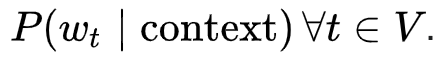 P(w_t | context) ∀t ∈ V.